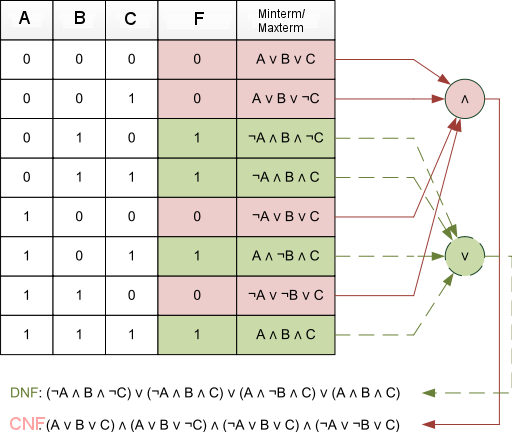 A B C F Minterm/
Maxterm
0 0 0 0 A ∨ B ∨ C
0 0 1 0 A ∨ B ∨ ¬C
0 1 0 1 ¬A ∧ B ∧ ¬C
0 1 1 1 ¬A ∧ B ∧ C
1 0 0 0 ¬A ∨ B ∨ C
1 0 1 1 A ∧ ¬B ∧ C
1 1 0 0 ¬A ∨ ¬B ∨ C
1 1 1 1 A ∧ B ∧ C
∧
∨
DNF: (¬A ∧ B ∧ ¬C) ∨ (¬A ∧ B ∧ C) ∨ (A ∧ ¬B ∧ C) ∨ (A ∧ B ∧ C)
CNF: (A ∨ B ∨ C) ∧ (A ∨ B ∨ ¬C) ∧ (¬A ∨ B ∨ C) ∧ (¬A ∨ ¬B ∨ C)